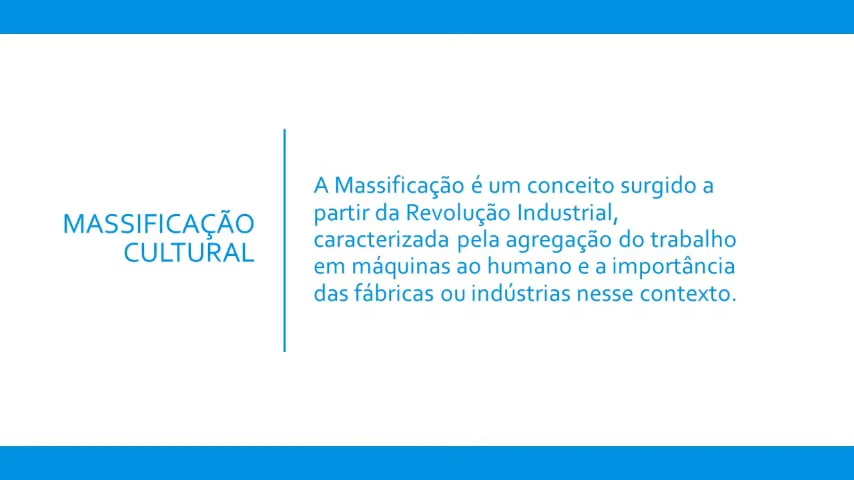 MASSIFICAÇÃO
CULTURAL
A Massificação é um conceito surgido a
partir da Revolução Industrial,
caracterizada pela agregação do trabalho
em máquinas ao humano e a importância
das fábricas ou indústrias nesse contexto.